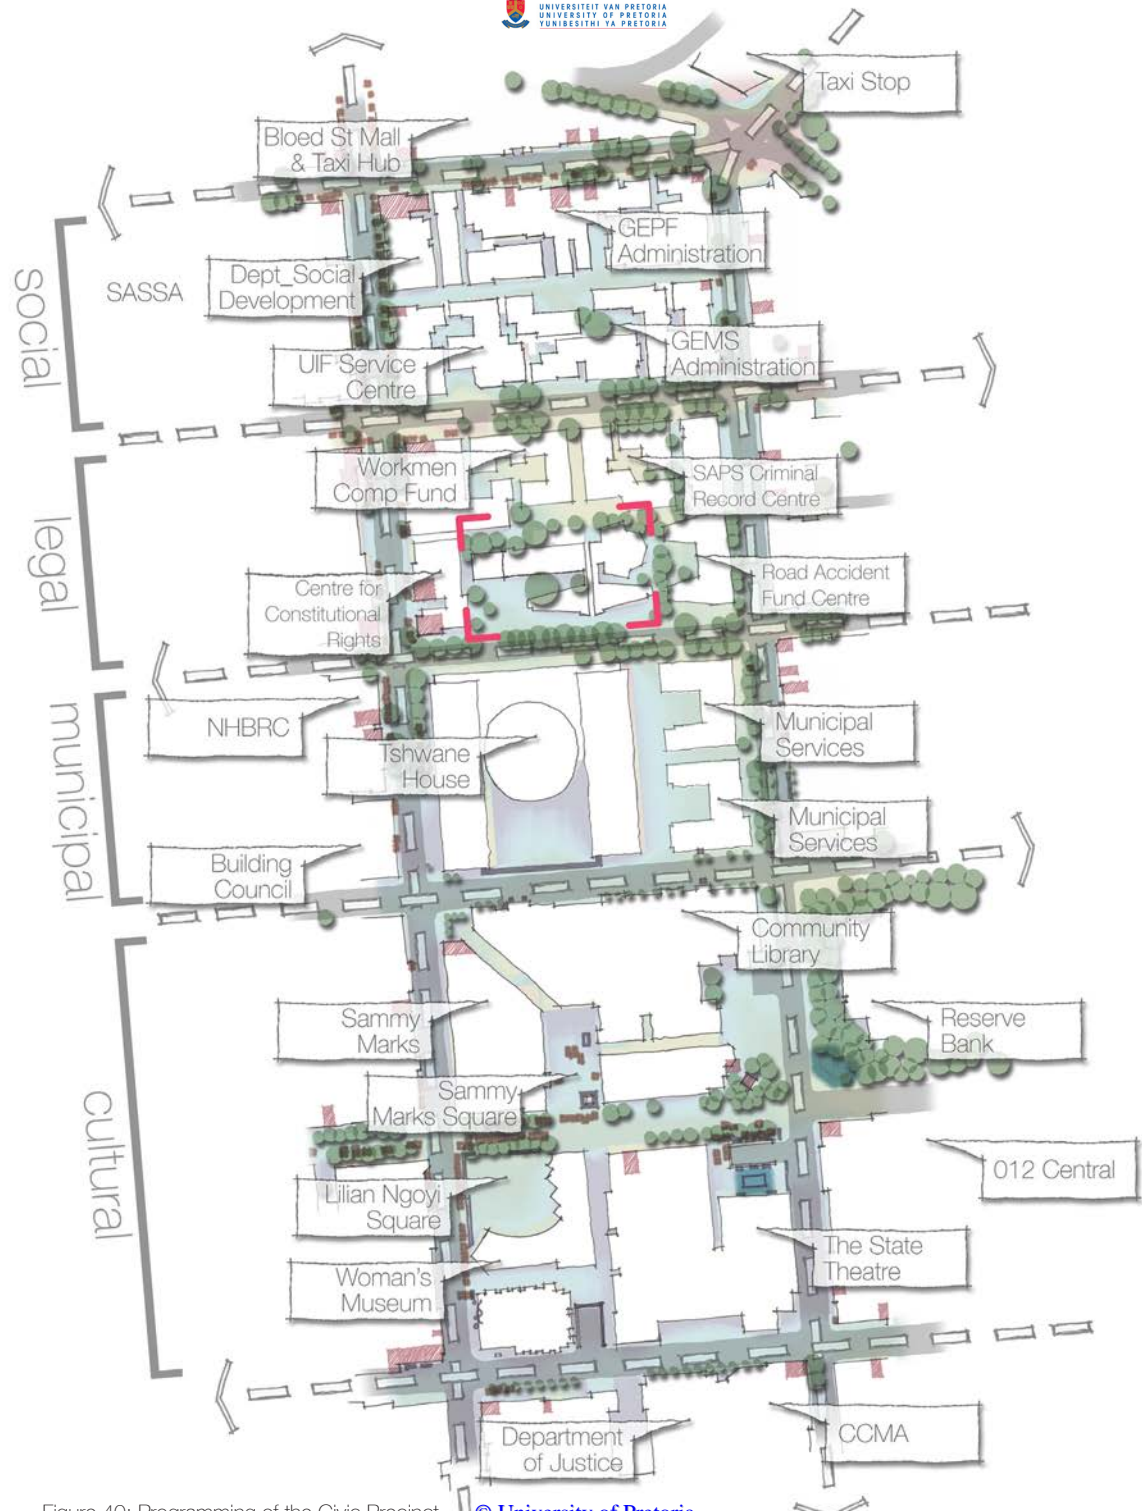 UNIVERSITEIT VAN PRETORIA
UNIVERSITY OF PRETORIA
YUNIBESITHI YA PRETORIA
Taxi Stop
Bloed St Mall
& Taxi Hub
GEPF
Administration
social
SASSA
Dept_Social
Development
GEMS
Administration
UIF Service
Centre
legal
Workmen
Comp Fund
SAPS Criminal
Record Centre
Road Accident
Fund Centre
Centre for
Constitutional
Rights
municipal
NHBRC
Municipal
Services
Tshwane
House
Municipal
Services
Building
Council
Community
Library
cultural
Sammy
Marks
Reserve
Bank
Sammy
Marks Square
012 Central
Lilian Ngoyi
Square
The State
Theatre
Woman's
Museum
Department
of Justice
CCMA
Figure 40: Programming of the Civic Precinct
© University of Pretoria